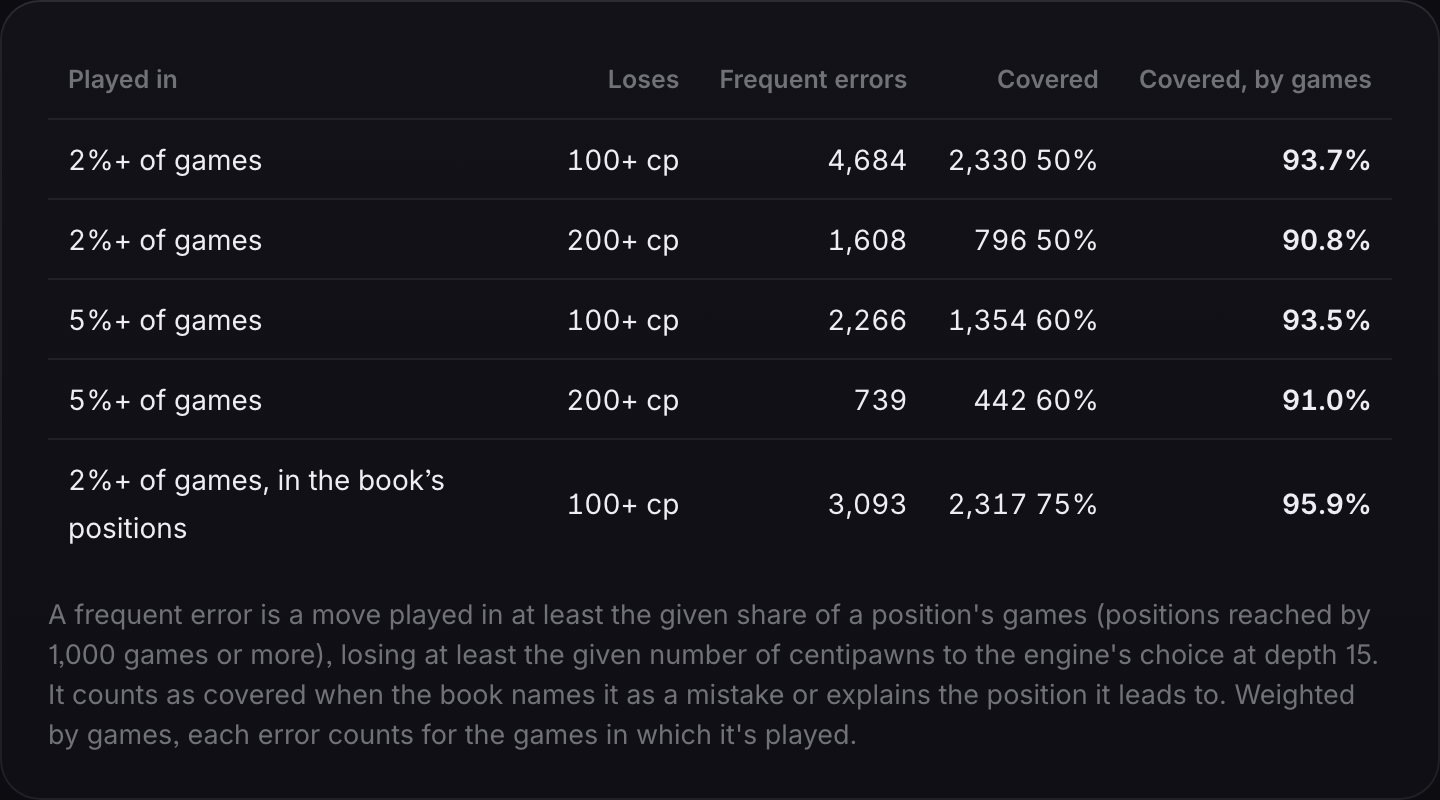 Played in Loses Frequent errors Covered Covered, by games
2%+ of games 100+ cp 4,684 2,330 50% 93.7%
2%+ of games 200+ cp 1,608 796 50% 90.8%
5%+ of games 100+ cp 2,266 1,354 60% 93.5%
5%+ of games 200+ cp 739 442 60% 91.0%
2%+ of games, in the book’s
positions 100+ cp 3,093 2,317 75% 95.9%
A frequent error is a move played in at least the given share of a position's games (positions reached by
1,000 games or more), losing at least the given number of centipawns to the engine's choice at depth 15.
It counts as covered when the book names it as a mistake or explains the position it leads to. Weighted
by games, each error counts for the games in which it's played.